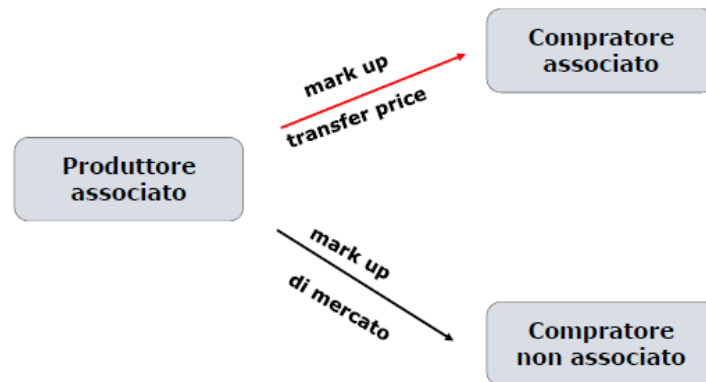 Compratore
associato
mark up
transfer price
Produttore
associato
mark up
di mercato
Compratore
non associato